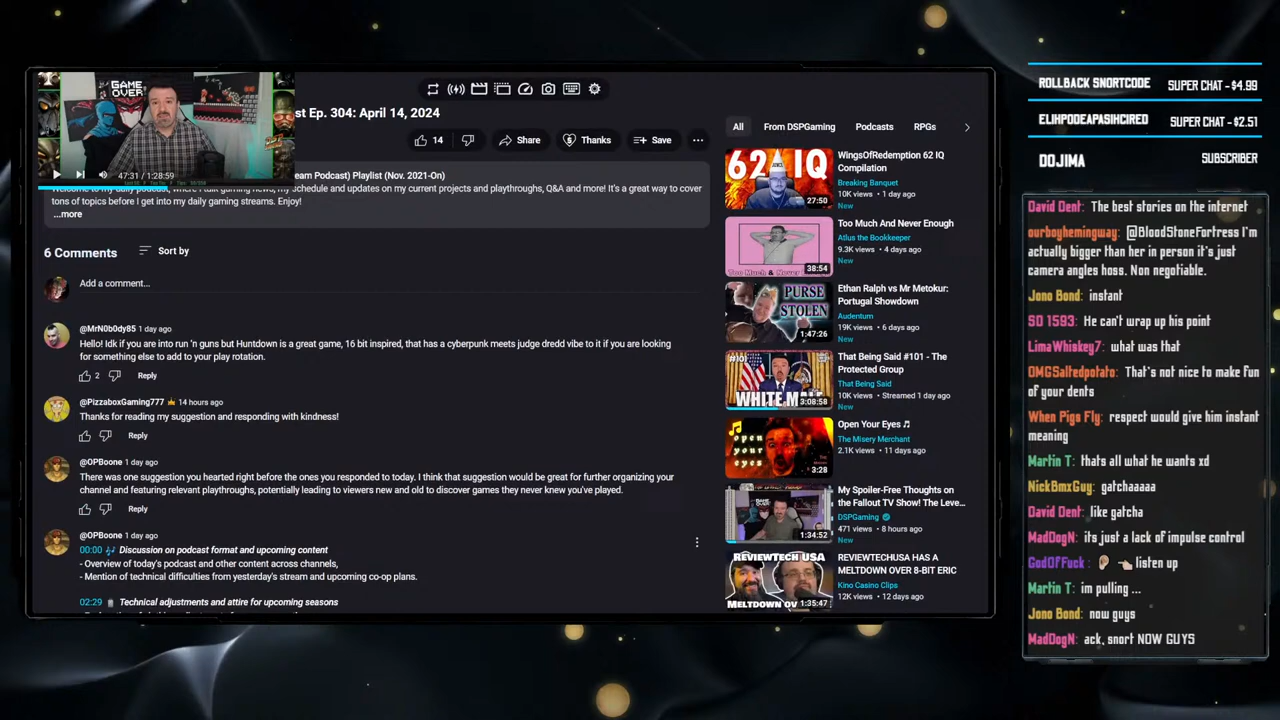 GAME
OVER
47:31 / 1:28:59
st Ep. 304: April 14, 2024
14
Share
Thanks
Save
eam Podcast) Playlist (Nov. 2021-On)
Welcome to my daily podcast, where I talk gaming news, my schedule and updates on my current projects and playthroughs, Q&A and more! It's a great way to cover
tons of topics before I get into my daily gaming streams. Enjoy!
...more
6 Comments
Sort by
Add a comment...
@MrN0b0dy85 1 day ago
Hello! Idk if you are into run 'n guns but Huntdown is a great game, 16 bit inspired, that has a cyberpunk meets judge dredd vibe to it if you are looking
for something else to add to your play rotation.
2
Reply
@PizzaboxGaming777 14 hours ago
Thanks for reading my suggestion and responding with kindness!
Reply
@OPBoone 1 day ago
There was one suggestion you hearted right before the ones you responded to today. I think that suggestion would be great for further organizing your
channel and featuring relevant playthroughs, potentially leading to viewers new and old to discover games they never knew you've played.
Reply
@OPBoone 1 day ago
00:00 🎶 Discussion on podcast format and upcoming content
- Overview of today's podcast and other content across channels,
- Mention of technical difficulties from yesterday's stream and upcoming co-op plans.
02:29 Technical adjustments and attire for upcoming seasons
All
From DSPGaming
Podcasts
RPGs
62 IQ
27:50
WingsOfRedemption 62 IQ
Compilation
Breaking Banquet
10K views • 1 day ago
New
Too Much & Never
38:54
Too Much And Never Enough
Atlus the Bookkeeper
9.3K views • 4 days ago
New
PURSE
STOLEN
1:47:26
Ethan Ralph vs Mr Metokur:
Portugal Showdown
Audentum
19K views • 6 days ago
New
#101
WHITE MALE
3:08:58
That Being Said #101 - The
Protected Group
That Being Said
10K views • Streamed 1 day ago
New
open
your
eyes
3:28
Open Your Eyes 🎵
The Misery Merchant
2.1K views • 11 days ago
1:34:52
My Spoiler-Free Thoughts on
the Fallout TV Show! The Leve...
DSPGaming
471 views • 8 hours ago
New
REVIEWTECH USA
MELTDOWN OV
1:35:47
REVIEWTECHUSA HAS A
MELTDOWN OVER 8-BIT ERIC
Kino Casino Clips
12K views • 12 days ago
ROLLBACK SNORTCODE SUPER CHAT - $4.99
ELIHPODEAPASIHCIRED SUPER CHAT - $2.51
DOJIMA SUBSCRIBER
David Dent: The best stories on the internet
ourboyhemingway: @BloodStoneFortress I'm
actually bigger than her in person it's just
camera angles hoss. Non negotiable.
Jono Bond: instant
SO 1593: He can't wrap up his point
LimaWhiskey7: what was that
OMGSaltedpotato: That's not nice to make fun
of your dents
When Pigs Fly: respect would give him instant
meaning
Martin T: thats all what he wants xd
NickBmxGuy: gatchaaaaa
David Dent: like gatcha
MadDogN: its just a lack of impulse control
GodOfFuck: 👂 👈 listen up
Martin T: im pulling ...
Jono Bond: now guys
MadDogN: ack, snort NOW GUYS